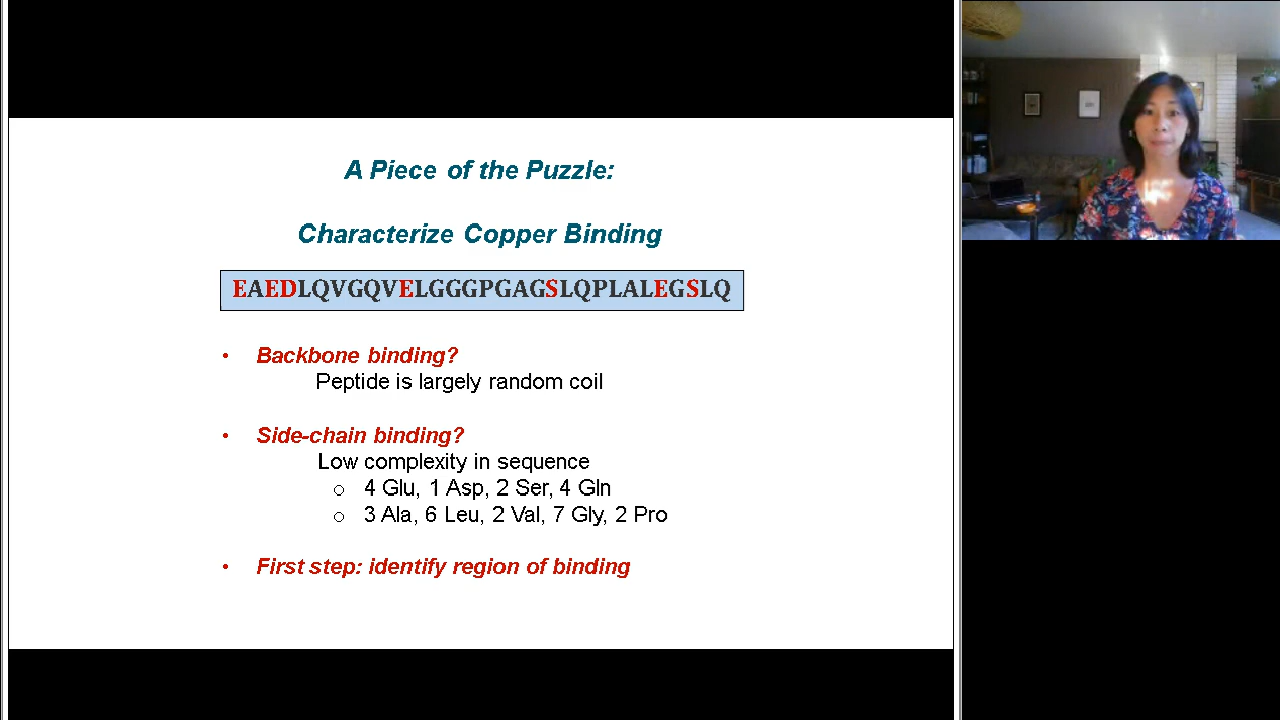 A Piece of the Puzzle:
Characterize Copper Binding
EAEDLQVGQVELGGGPGAGSLQPLALEGSLQ
• Backbone binding?
Peptide is largely random coil
• Side-chain binding?
Low complexity in sequence
o 4 Glu, 1 Asp, 2 Ser, 4 Gln
o 3 Ala, 6 Leu, 2 Val, 7 Gly, 2 Pro
• First step: identify region of binding